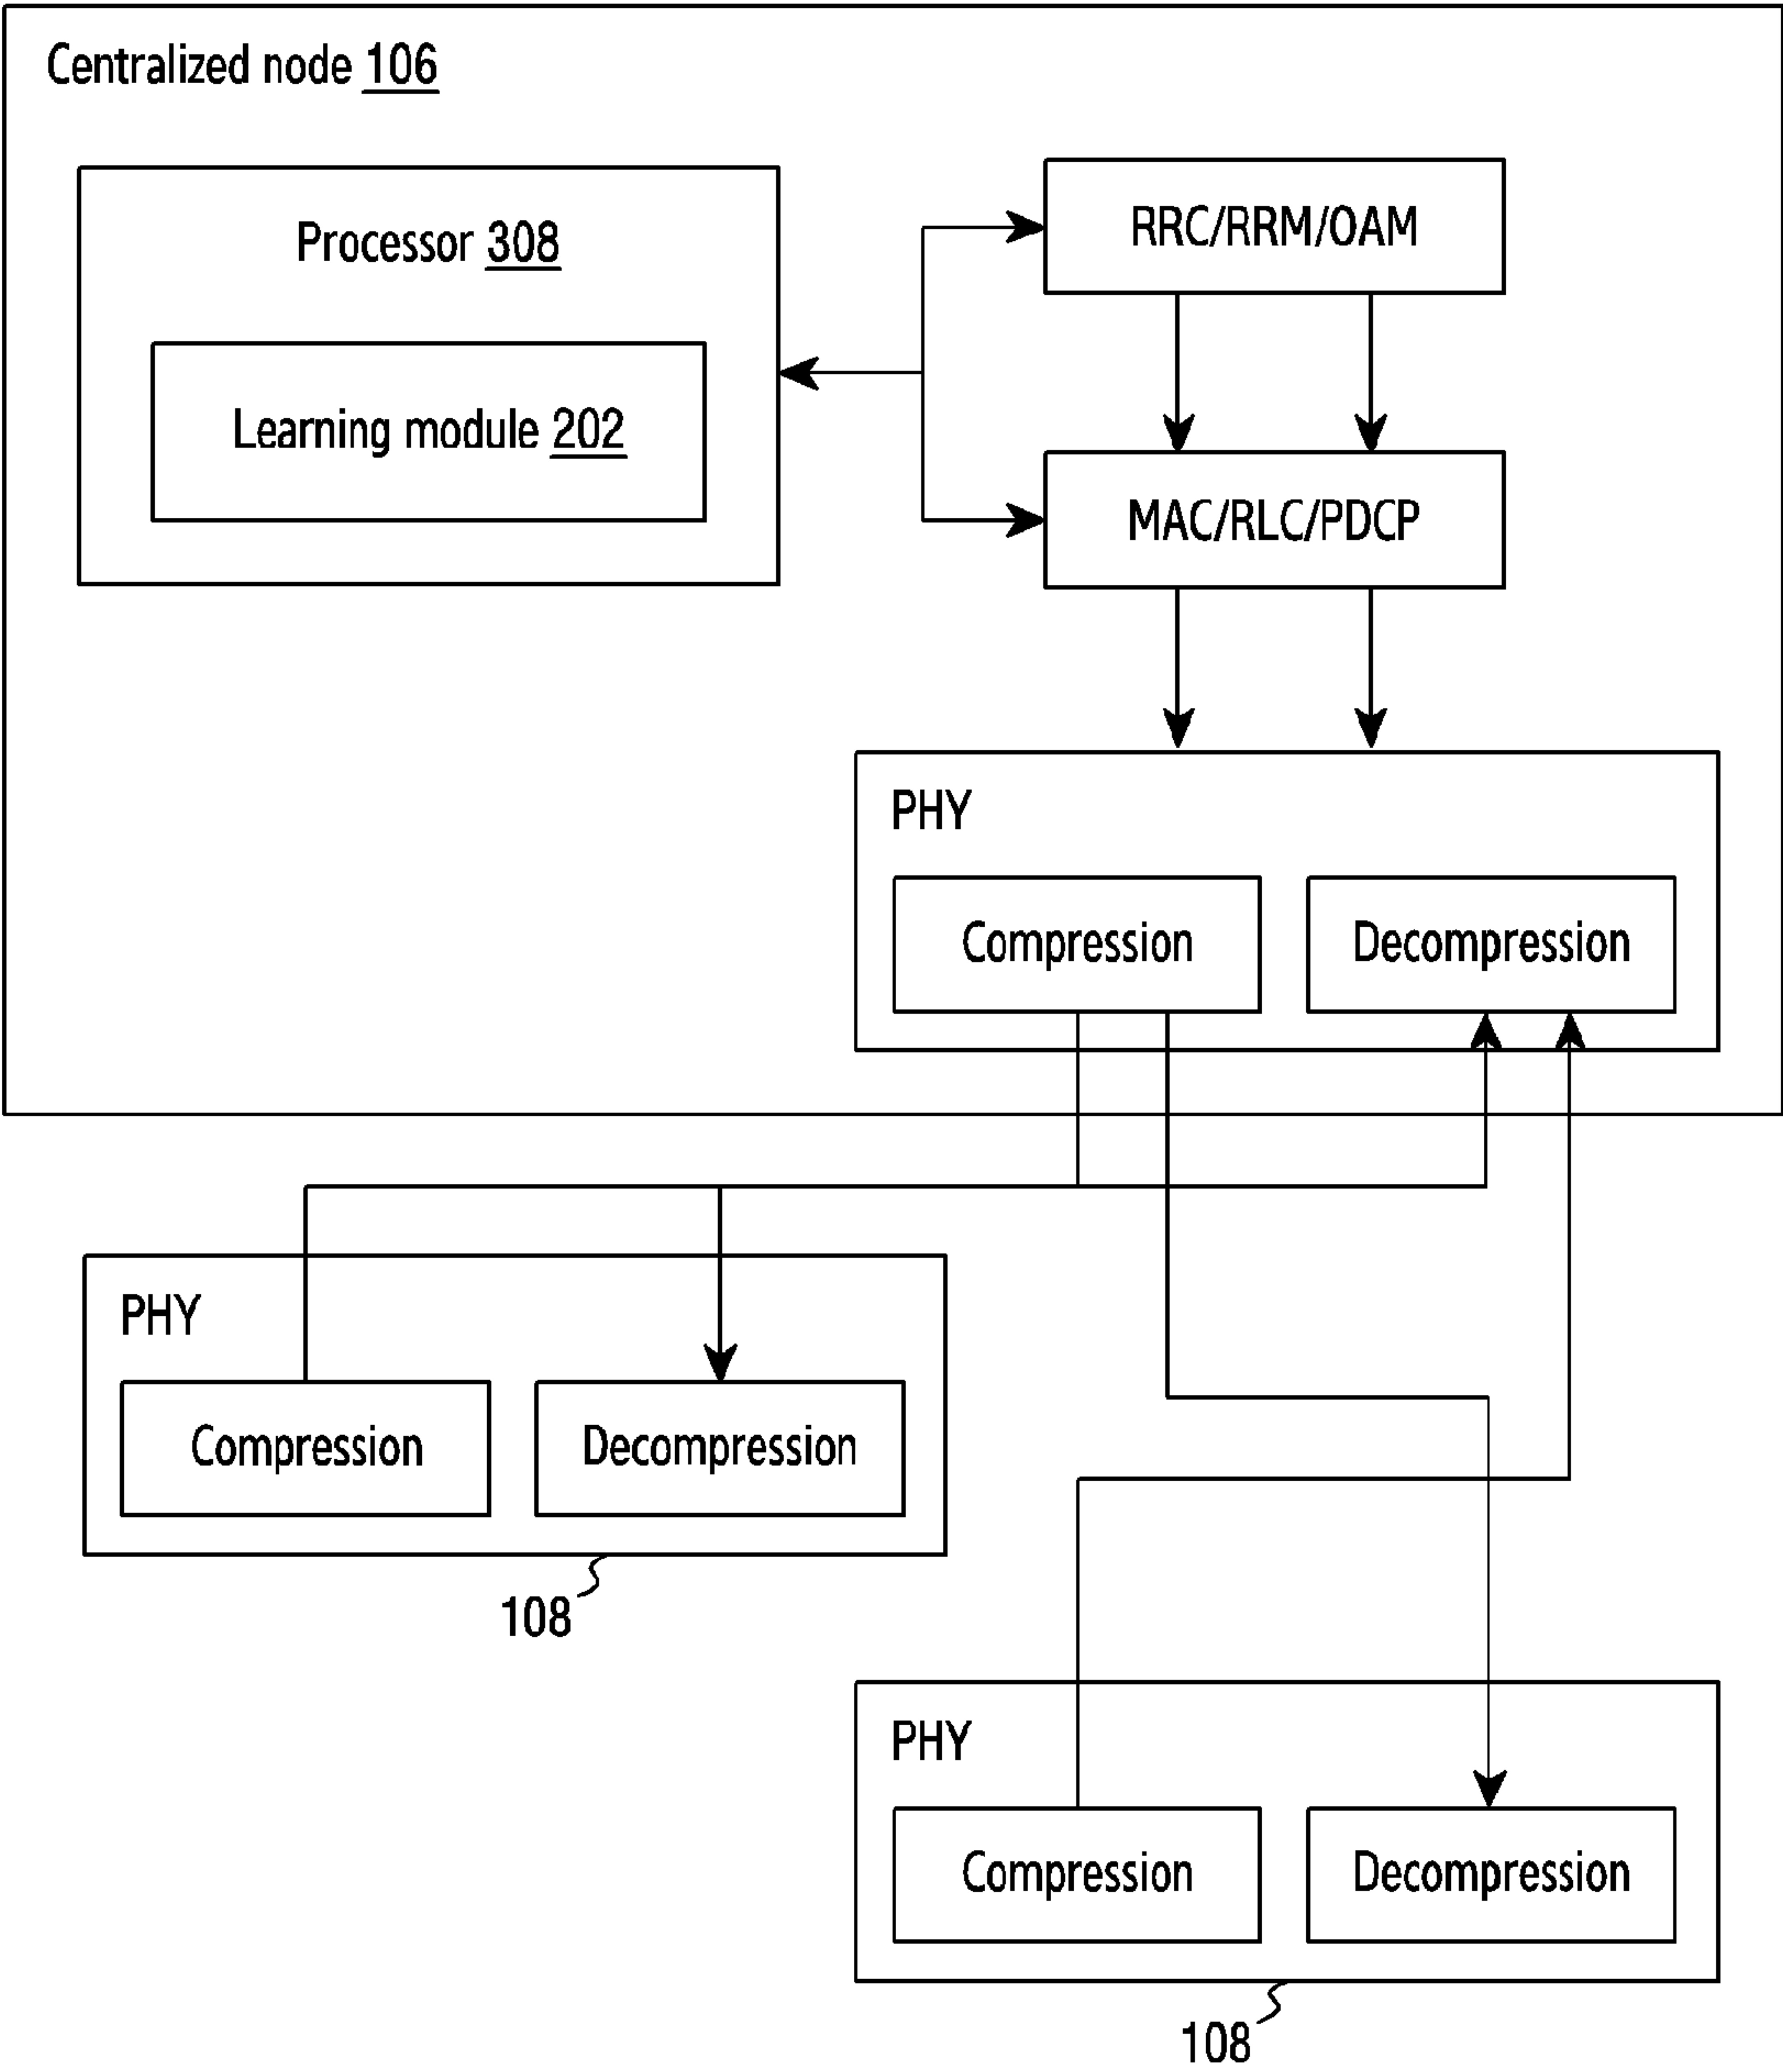 Centralized node 106
Processor 308
Learning module 202
RRC/RRM/OAM
MAC/RLC/PDCP
PHY
Compression
Decompression
PHY
Compression
Decompression
108
PHY
Compression
Decompression
108